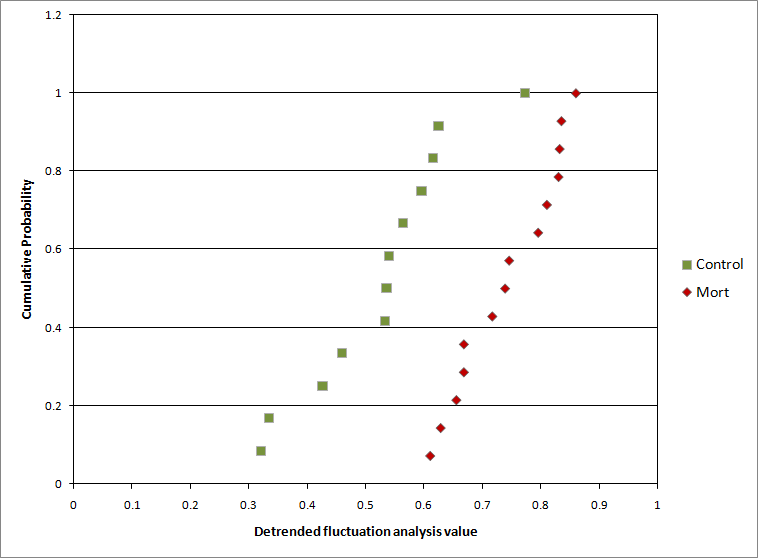 1.2
1
0.8
0.6
0.4
0.2
0
Cumulative Probability
0 0.1 0.2 0.3 0.4 0.5 0.6 0.7 0.8 0.9 1
Detrended fluctuation analysis value
Control
Mort